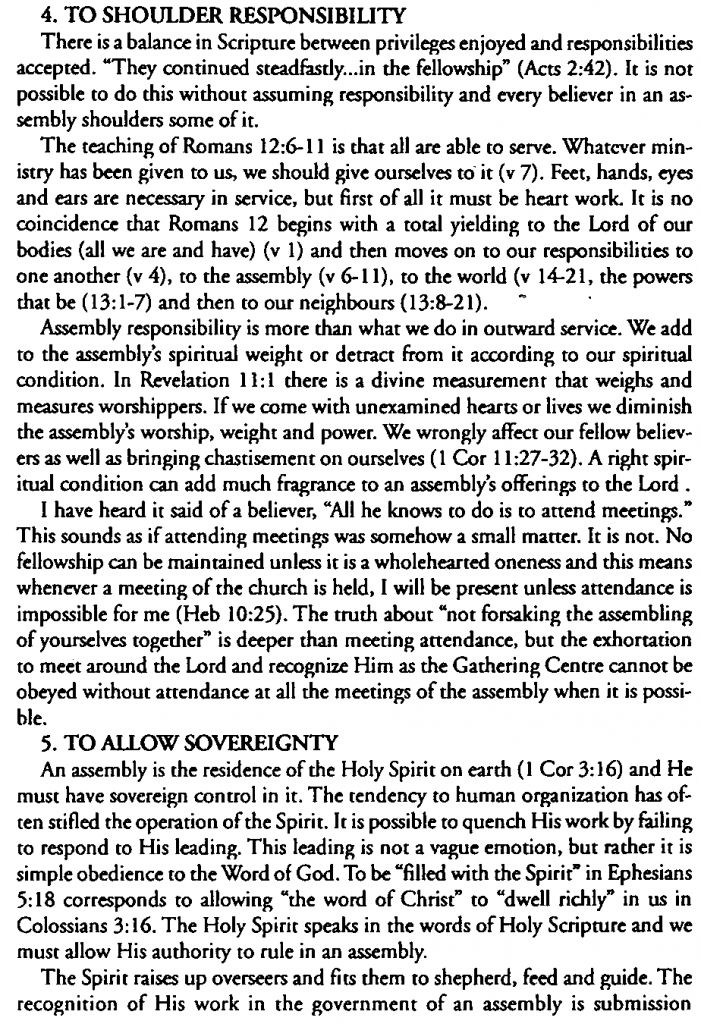 4. TO SHOULDER RESPONSIBILITY
There is a balance in Scripture between privileges enjoyed and responsibilities
accepted. “They continued steadfastly...in the fellowship” (Acts 2:42). It is not
possible to do this without assuming responsibility and every believer in an as-
sembly shoulders some of it.
The teaching of Romans 12:6-11 is that all are able to serve. Whatever min-
istry has been given to us, we should give ourselves to it (v 7). Feet, hands, eyes
and ears are necessary in service, but first of all it must be heart work. It is no
coincidence that Romans 12 begins with a total yielding to the Lord of our
bodies (all we are and have) (v 1) and then moves on to our responsibilities to
one another (v 4), to the assembly (v 6-11), to the world (v 14-21, the powers
that be (13:1-7) and then to our neighbours (13:8-21).
Assembly responsibility is more than what we do in outward service. We add
to the assembly’s spiritual weight or detract from it according to our spiritual
condition. In Revelation 11:1 there is a divine measurement that weighs and
measures worshippers. If we come with unexamined hearts or lives we diminish
the assembly’s worship, weight and power. We wrongly affect our fellow believ-
ers as well as bringing chastisement on ourselves (1 Cor 11:27-32). A right spir-
itual condition can add much fragrance to an assembly’s offerings to the Lord .
I have heard it said of a believer, “All he knows to do is to attend meetings.”
This sounds as if attending meetings was somehow a small matter. It is not. No
fellowship can be maintained unless it is a wholehearted oneness and this means
whenever a meeting of the church is held, I will be present unless attendance is
impossible for me (Heb 10:25). The truth about “not forsaking the assembling
of yourselves together” is deeper than meeting attendance, but the exhortation
to meet around the Lord and recognize Him as the Gathering Centre cannot be
obeyed without attendance at all the meetings of the assembly when it is possi-
ble.
5. TO ALLOW SOVEREIGNTY
An assembly is the residence of the Holy Spirit on earth (1 Cor 3:16) and He
must have sovereign control in it. The tendency to human organization has of-
ten stifled the operation of the Spirit. It is possible to quench His work by failing
to respond to His leading. This leading is not a vague emotion, but rather it is
simple obedience to the Word of God. To be “filled with the Spirit” in Ephesians
5:18 corresponds to allowing “the word of Christ” to “dwell richly” in us in
Colossians 3:16. The Holy Spirit speaks in the words of Holy Scripture and we
must allow His authority to rule in an assembly.
The Spirit raises up overseers and fits them to shepherd, feed and guide. The
recognition of His work in the government of an assembly is submission